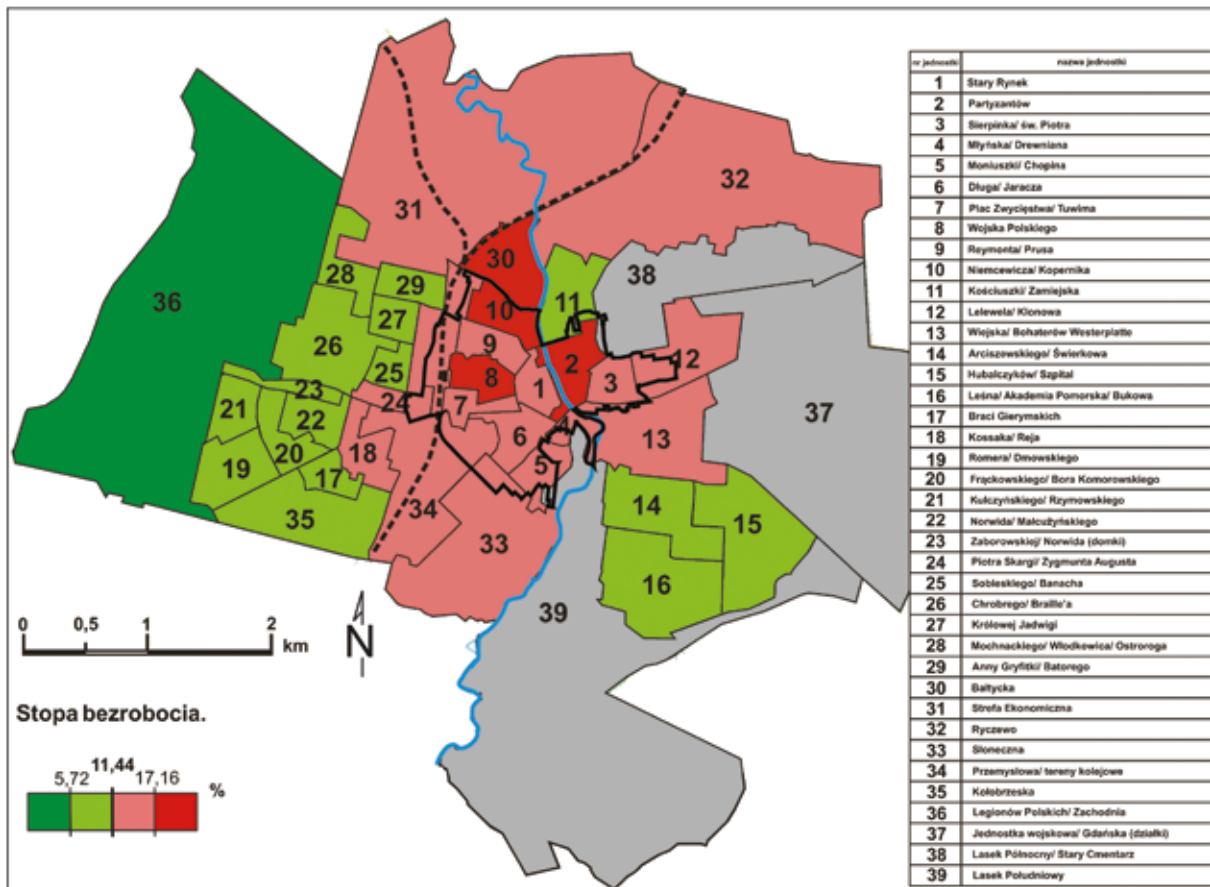 36
31
32
28
29
30
11
38
27
10
26
9
2
12
25
8
1
3
23
24
7
37
21
22
6
13
20
18
19
17
5
4
34
14
15
35
33
16
39
0 0,5 1 2
km
N
Stopa bezrobocia.
5,72 11,44 17,16
%
nr jednostki nazwa jednostki
1 Stary Rynek
2 Partyzantów
3 Sierpinka/ św. Piotra
4 Młyńska/ Drewniana
5 Moniuszki/ Chopina
6 Długa/ Jaracza
7 Plac Zwycięstwa/ Tuwima
8 Wojska Polskiego
9 Reymonta/ Prusa
10 Niemcewicza/ Kopernika
11 Kościuszki/ Zamiejska
12 Lelewela/ Klonowa
13 Wiejska/ Bohaterów Westerplatte
14 Arciszewskiego/ Świerkowa
15 Hubalczyków/ Szpital
16 Leśna/ Akademia Pomorska/ Bukowa
17 Braci Gierymskich
18 Kossaka/ Reja
19 Romera/ Dmowskiego
20 Frąckowskiego/ Bora Komorowskiego
21 Kulczyńskiego/ Rzymowskiego
22 Norwida/ Małcużyńskiego
23 Zaborowskiej/ Norwida (domki)
24 Piotra Skargi/ Zygmunta Augusta
25 Sobieskiego/ Banacha
26 Chrobrego/ Braille'a
27 Królowej Jadwigi
28 Mochnackiego/ Włodkowica/ Ostroroga
29 Anny Gryfitki/ Batorego
30 Bałtycka
31 Strefa Ekonomiczna
32 Ryczewo
33 Słoneczna
34 Przemysłowa/ tereny kolejowe
35 Kołobrzeska
36 Legionów Polskich/ Zachodnia
37 Jednostka wojskowa/ Gdańska (działki)
38 Lasek Północny/ Stary Cmentarz
39 Lasek Południowy